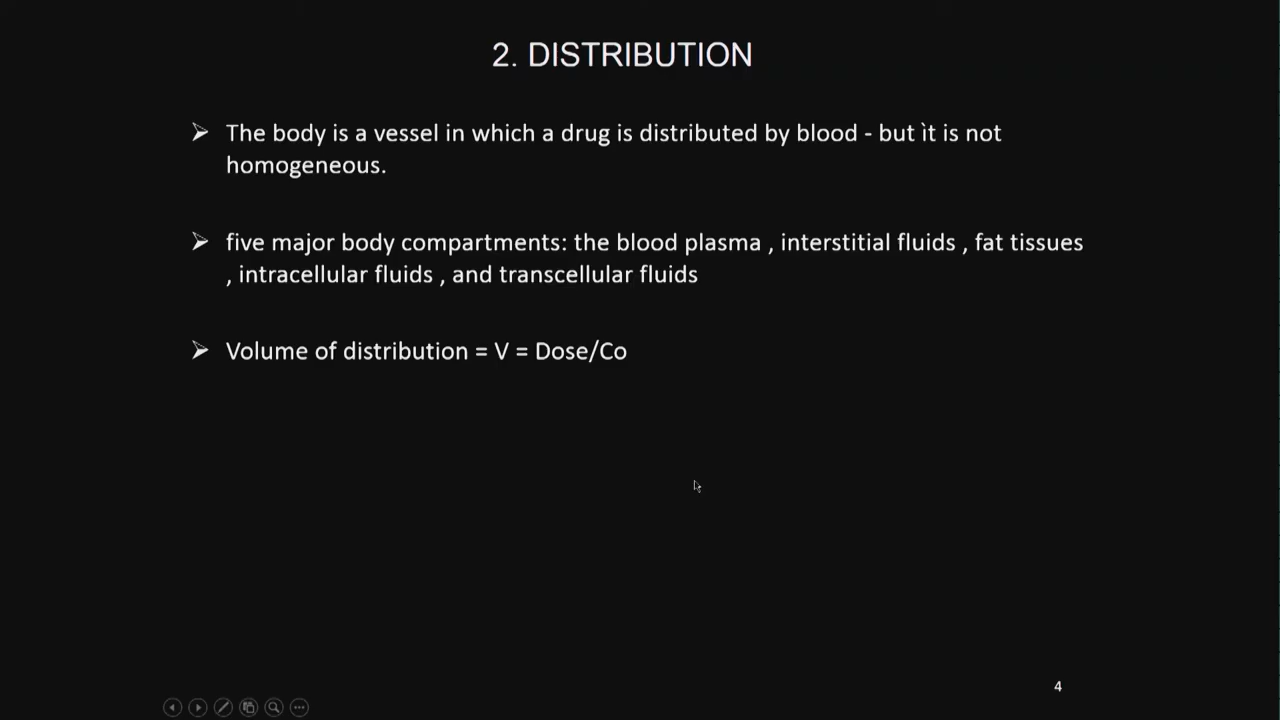 2. DISTRIBUTION
➢ The body is a vessel in which a drug is distributed by blood - but ìt is not
homogeneous.
➢ five major body compartments: the blood plasma , interstitial fluids , fat tissues
, intracellular fluids , and transcellular fluids
➢ Volume of distribution = V = Dose/Co
4